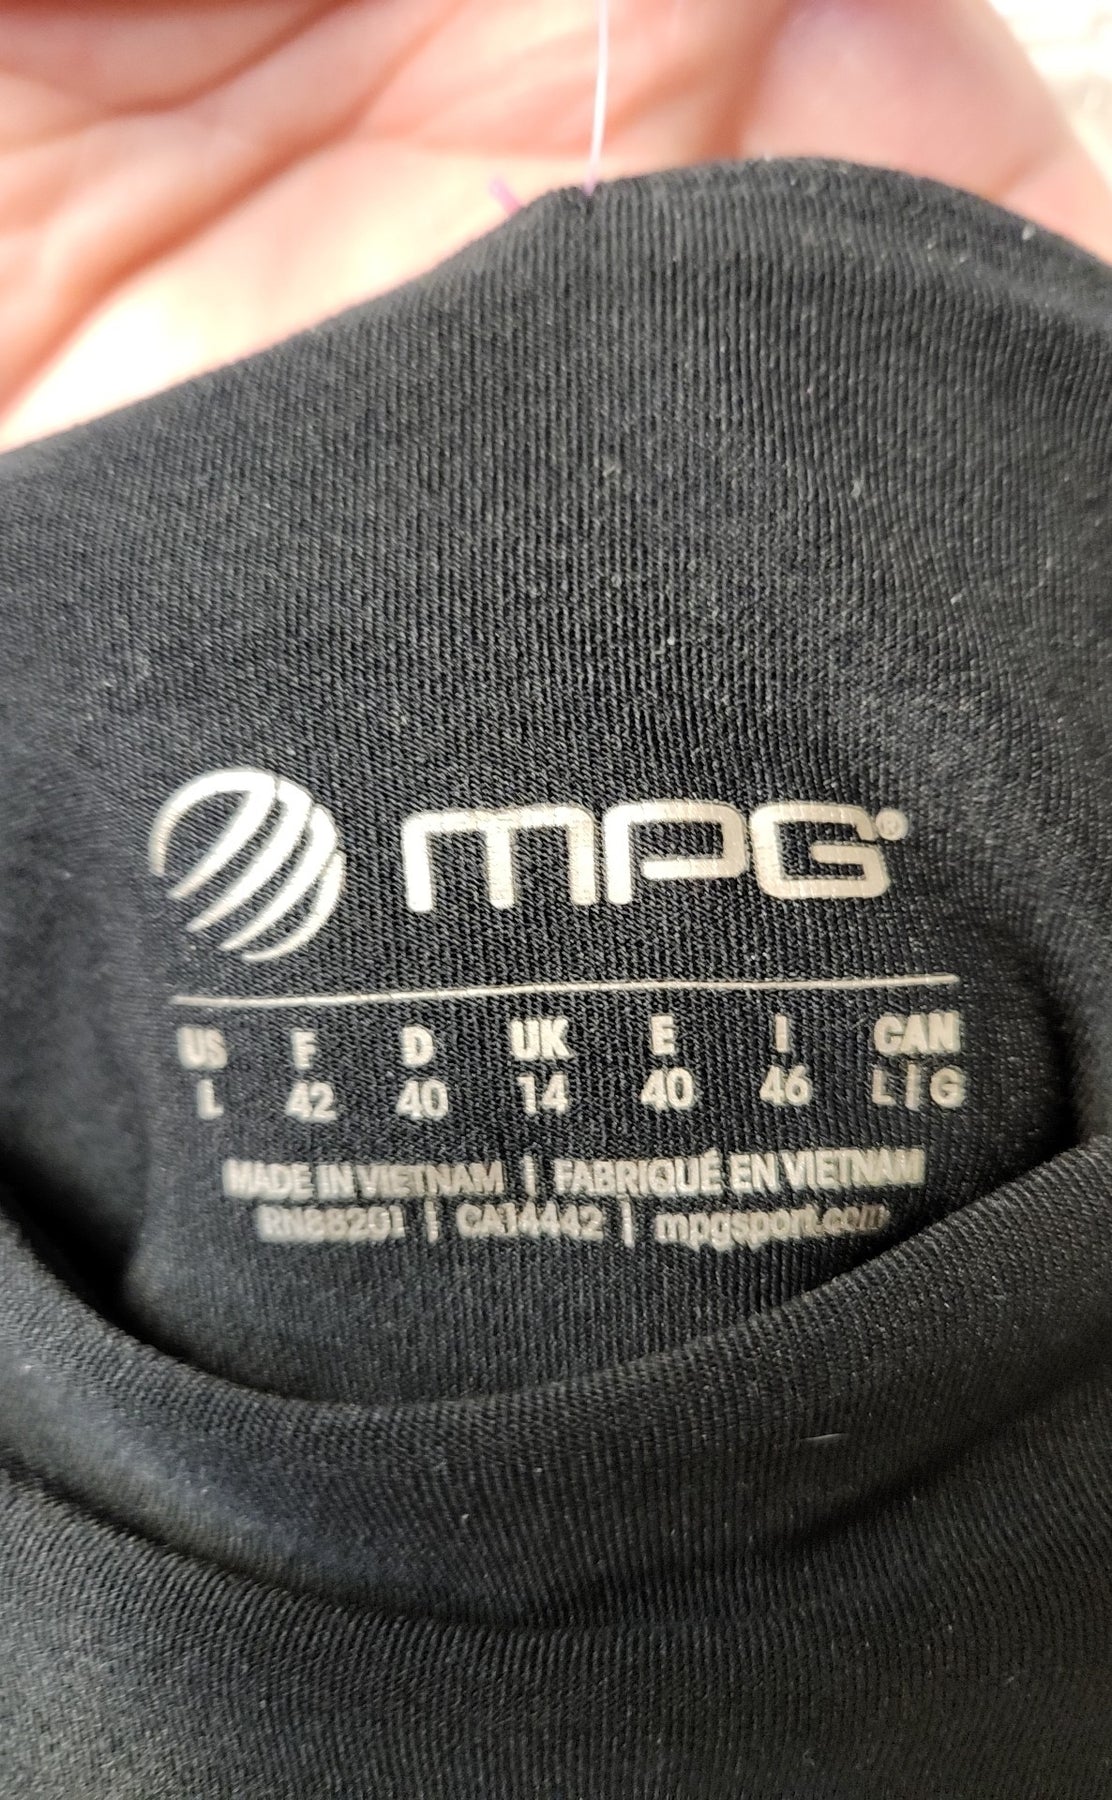 MPG®
US F D UK E I CAN
L 42 40 14 40 46 L | G
MADE IN VIETNAM | FABRIQUÉ EN VIETNAM
RN88201 | CA14442 | mpgsport.com